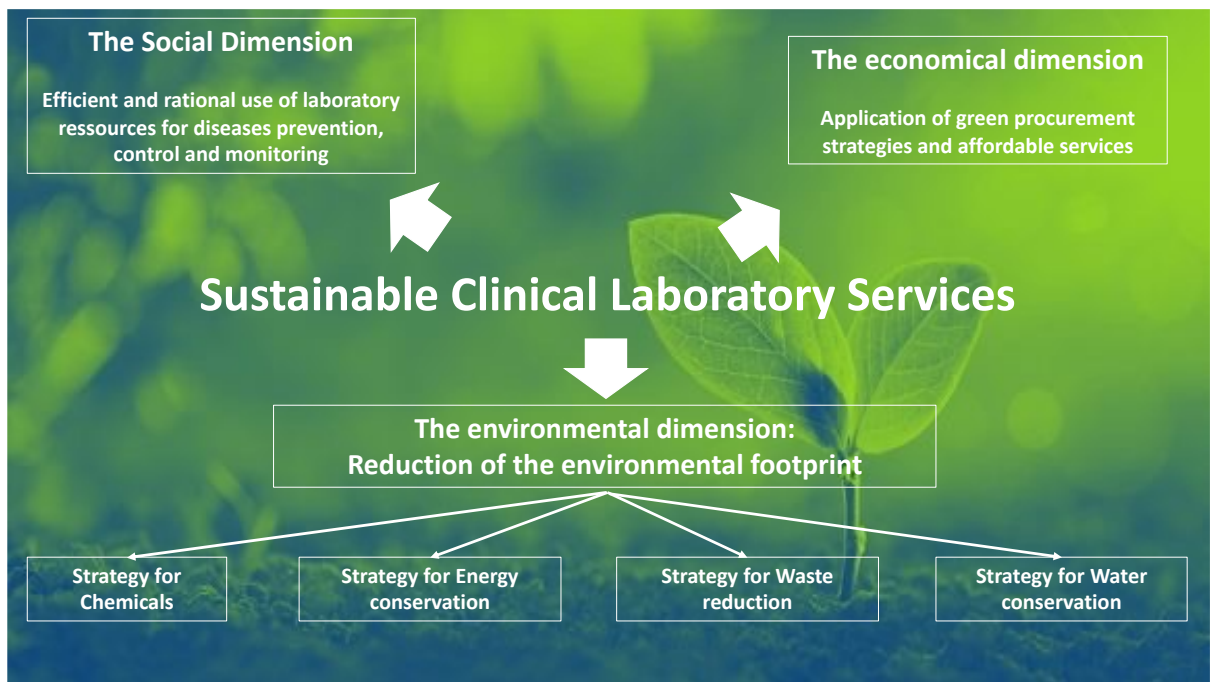 The Social Dimension
Efficient and rational use of laboratory
ressources for diseases prevention,
control and monitoring
The economical dimension
Application of green procurement
strategies and affordable services
Sustainable Clinical Laboratory Services
The environmental dimension:
Reduction of the environmental footprint
Strategy for
Chemicals
Strategy for Energy
conservation
Strategy for Waste
reduction
Strategy for Water
conservation